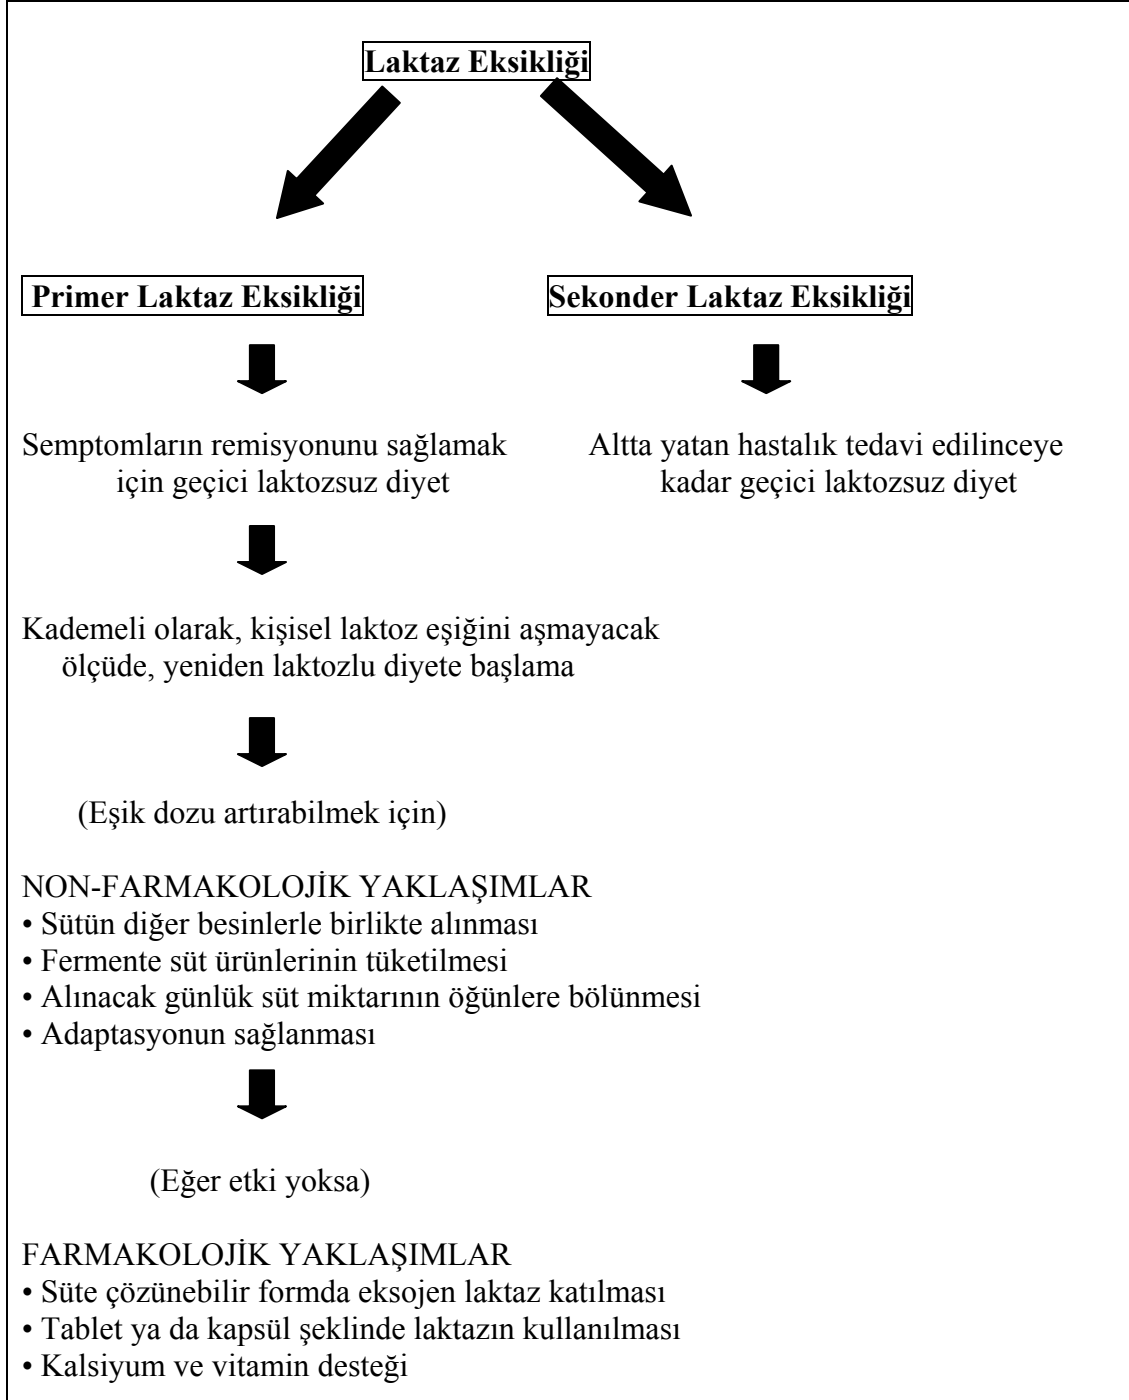 Laktaz Eksikliği
Primer Laktaz Eksikliği
Sekonder Laktaz Eksikliği
Semptomların remisyonunu sağlamak
için geçici laktozsuz diyet
Altta yatan hastalık tedavi edilinceye
kadar geçici laktozsuz diyet
Kademeli olarak, kişisel laktoz eşiğini aşmayacak
ölçüde, yeniden laktozlu diyete başlama
(Eşik dozu artırabilmek için)
NON-FARMAKOLOJİK YAKLAŞIMLAR
• Sütün diğer besinlerle birlikte alınması
• Fermente süt ürünlerinin tüketilmesi
• Alınacak günlük süt miktarının öğünlere bölünmesi
• Adaptasyonun sağlanması
(Eğer etki yoksa)
FARMAKOLOJİK YAKLAŞIMLAR
• Süte çözünebilir formda eksojen laktaz katılması
• Tablet ya da kapsül şeklinde laktazın kullanılması
• Kalsiyum ve vitamin desteği